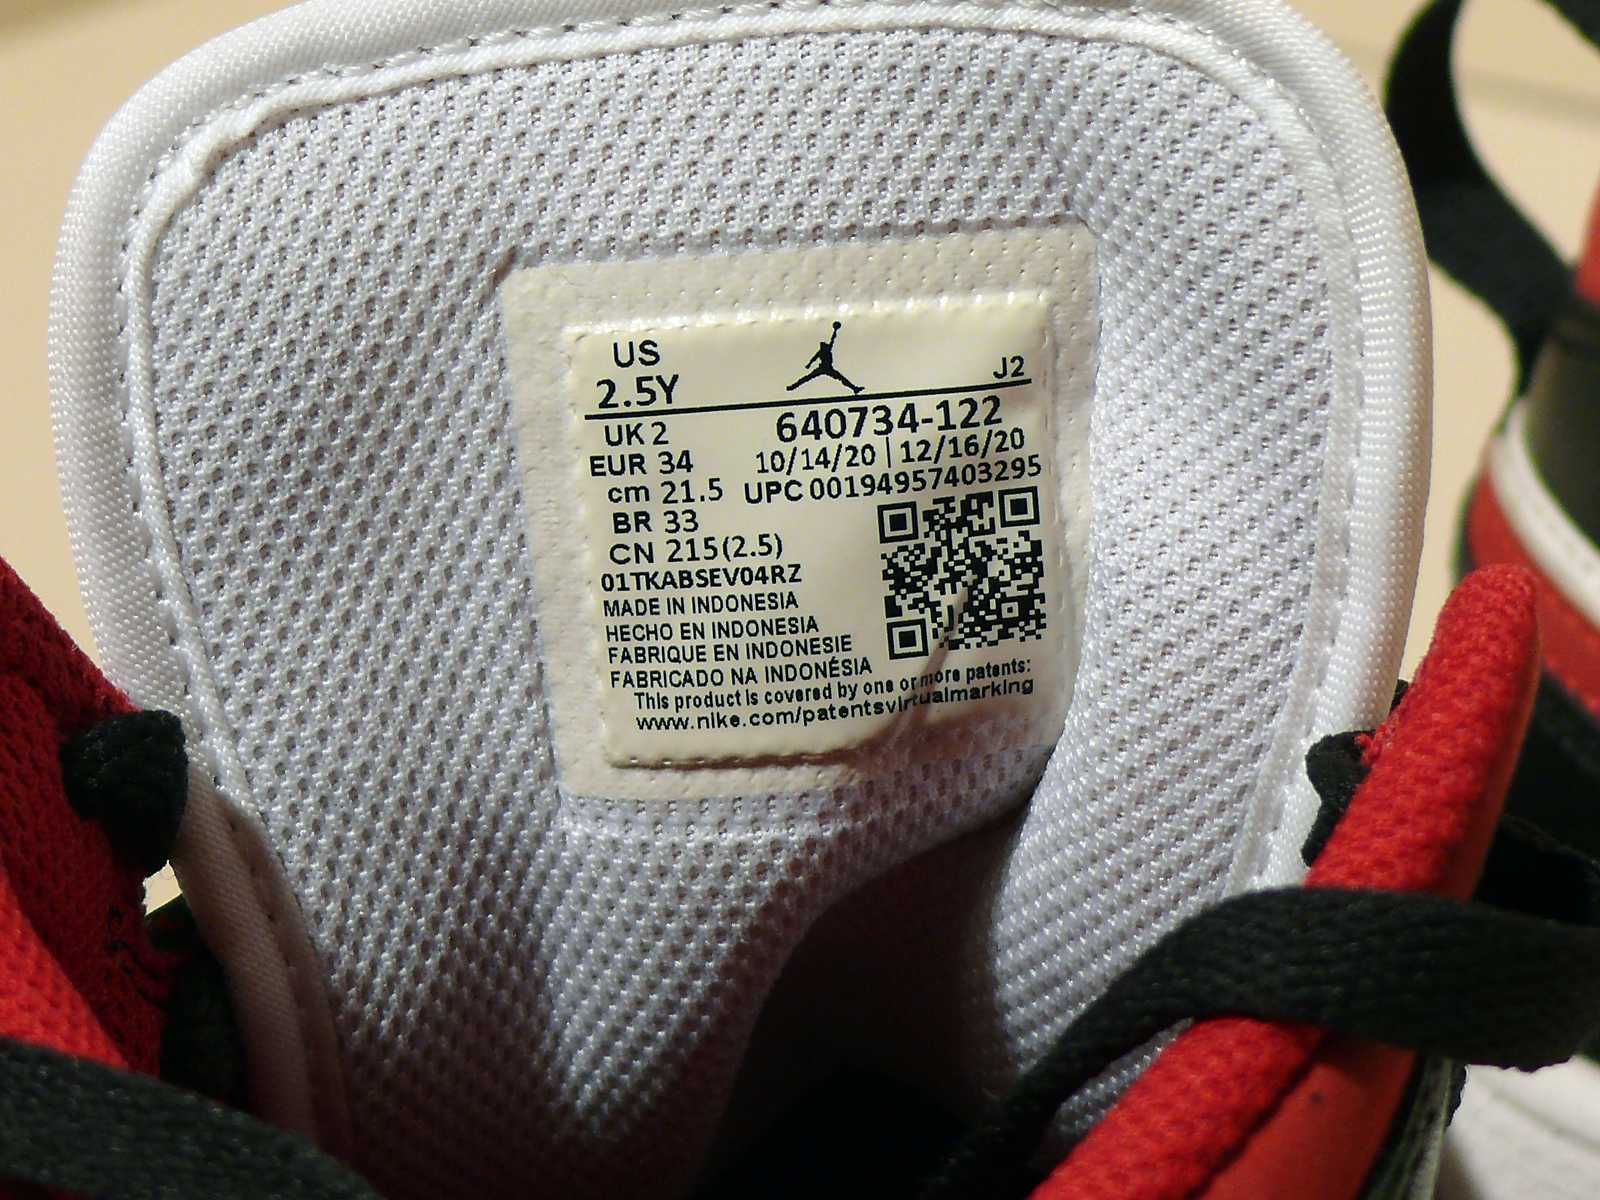 US
2.5Y
J2
UK 2
640734-122
EUR 34
10/14/20 | 12/16/20
cm 21.5
UPC 00194957403295
BR 33
CN 215(2.5)
01TKABSEV04RZ
MADE IN INDONESIA
HECHO EN INDONESIA
FABRIQUE EN INDONESIE
FABRICADO NA INDONÉSIA
This product is covered by one or more patents:
www.nike.com/patentsvirtualmarking